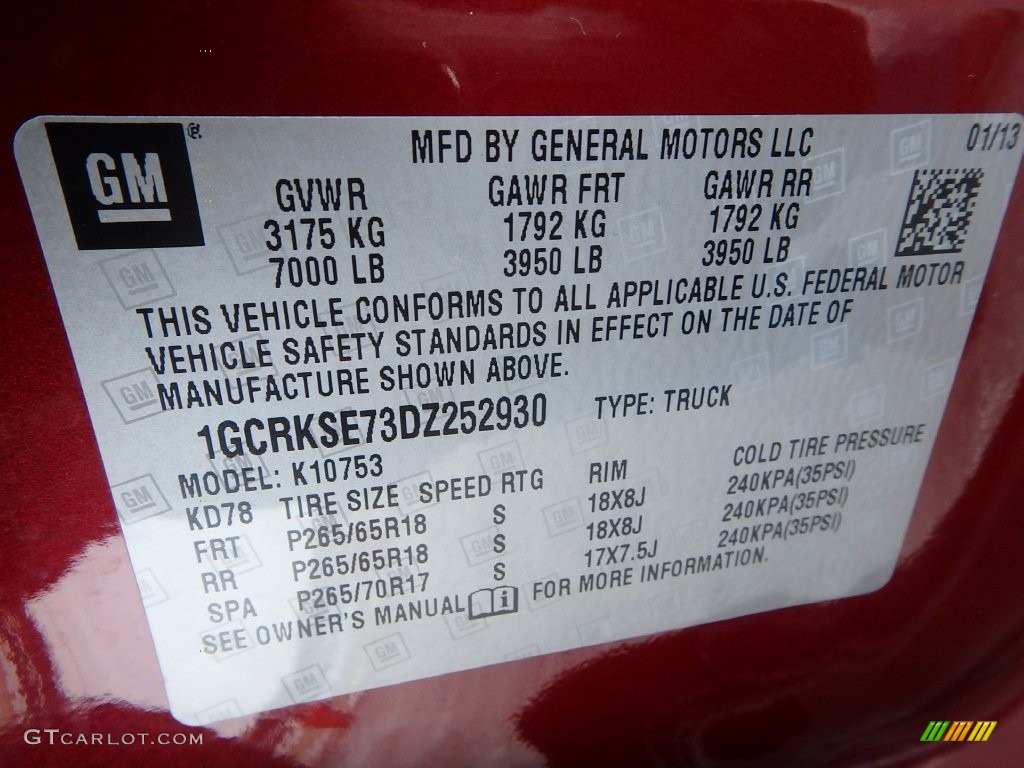 GM® MFD BY GENERAL MOTORS LLC 01/13
GVWR GAWR FRT GAWR RR
3175 KG 1792 KG 1792 KG
7000 LB 3950 LB 3950 LB
THIS VEHICLE CONFORMS TO ALL APPLICABLE U.S. FEDERAL MOTOR
VEHICLE SAFETY STANDARDS IN EFFECT ON THE DATE OF
MANUFACTURE SHOWN ABOVE.
1GCRKSE73DZ252930 TYPE: TRUCK
MODEL: K10753
KD78 TIRE SIZE SPEED RTG RIM COLD TIRE PRESSURE
FRT P265/65R18 S 18X8J 240KPA(35PSI)
RR P265/65R18 S 18X8J 240KPA(35PSI)
SPA P265/70R17 S 17X7.5J 240KPA(35PSI)
SEE OWNER'S MANUAL i FOR MORE INFORMATION.
GTCARLOT.COM